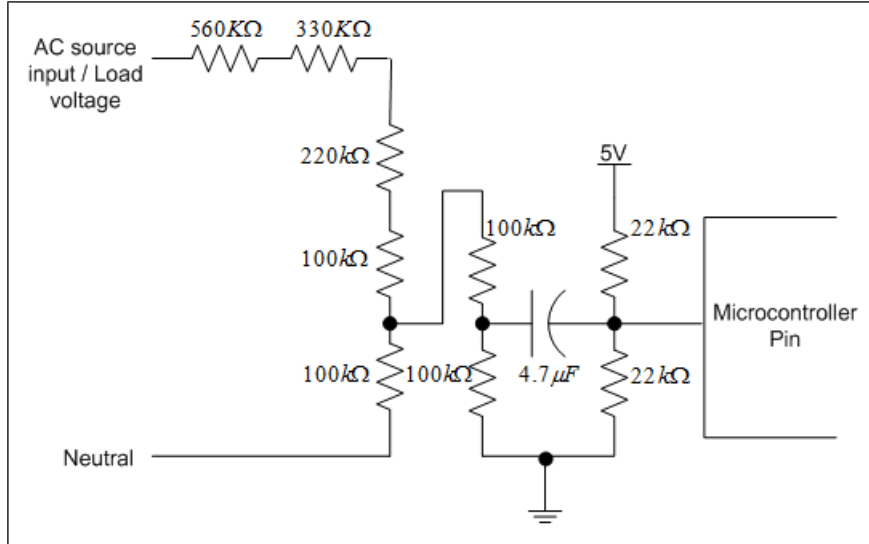 560KΩ
330KΩ
AC source
input / Load
voltage
220kΩ
5V
100kΩ
100kΩ
22kΩ
Microcontroller
Pin
100kΩ
100kΩ
4.7μF
22kΩ
Neutral